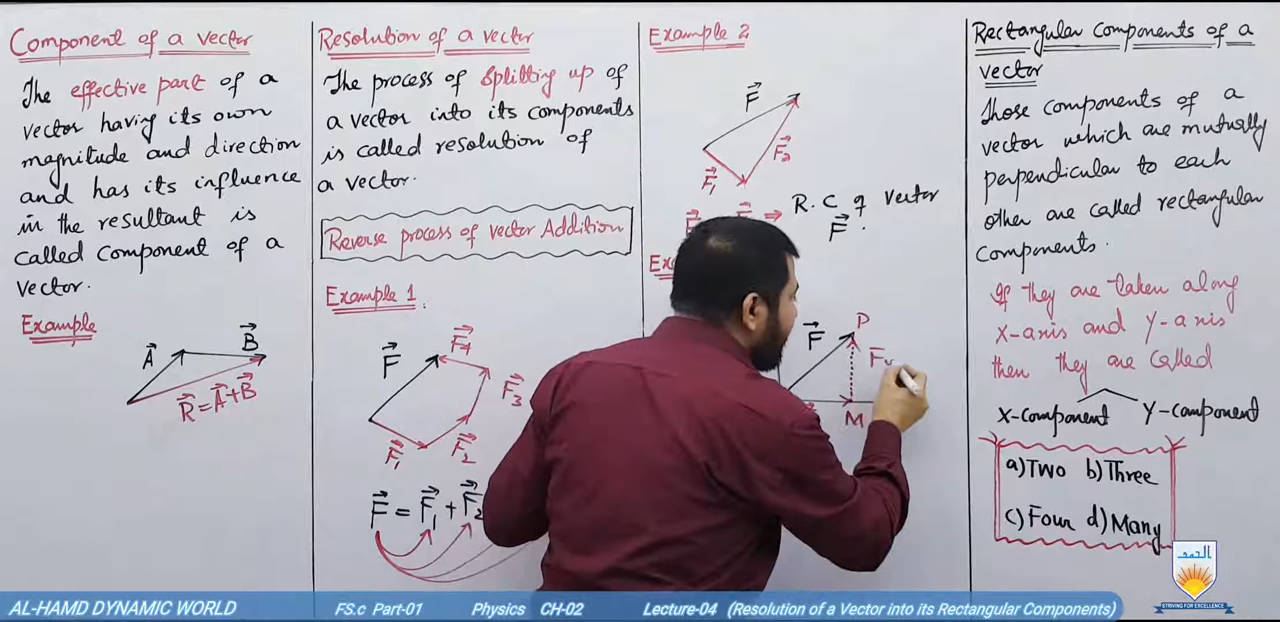 Component of a vector
The effective part of a
vector having its own
magnitude and direction
and has its influence
in the resultant is
called component of a
vector.
Example
A
B
R = A + B
Resolution of a vector
The process of splitting up of
a vector into its components
is called resolution of
a vector.
Reverse process of vector Addition
Example 1
F
F4
F3
F1
F2
F = F1 + F2
Example 2
F
F2
F1
⇒ R.C of vector
F.
F
P
M
Rectangular Components of a
vector
Those components of a
vector which are mutually
perpendicular to each
other are called rectangular
components.
If they are taken along
X-axis and Y-axis
then they are called
X-component Y-component
a) Two b) Three
c) Four d) Many
الحمد
STRIVING FOR EXCELLENCE
AL-HAMD DYNAMIC WORLD FS.c Part-01 Physics CH-02 Lecture-04 (Resolution of a Vector into its Rectangular Components)